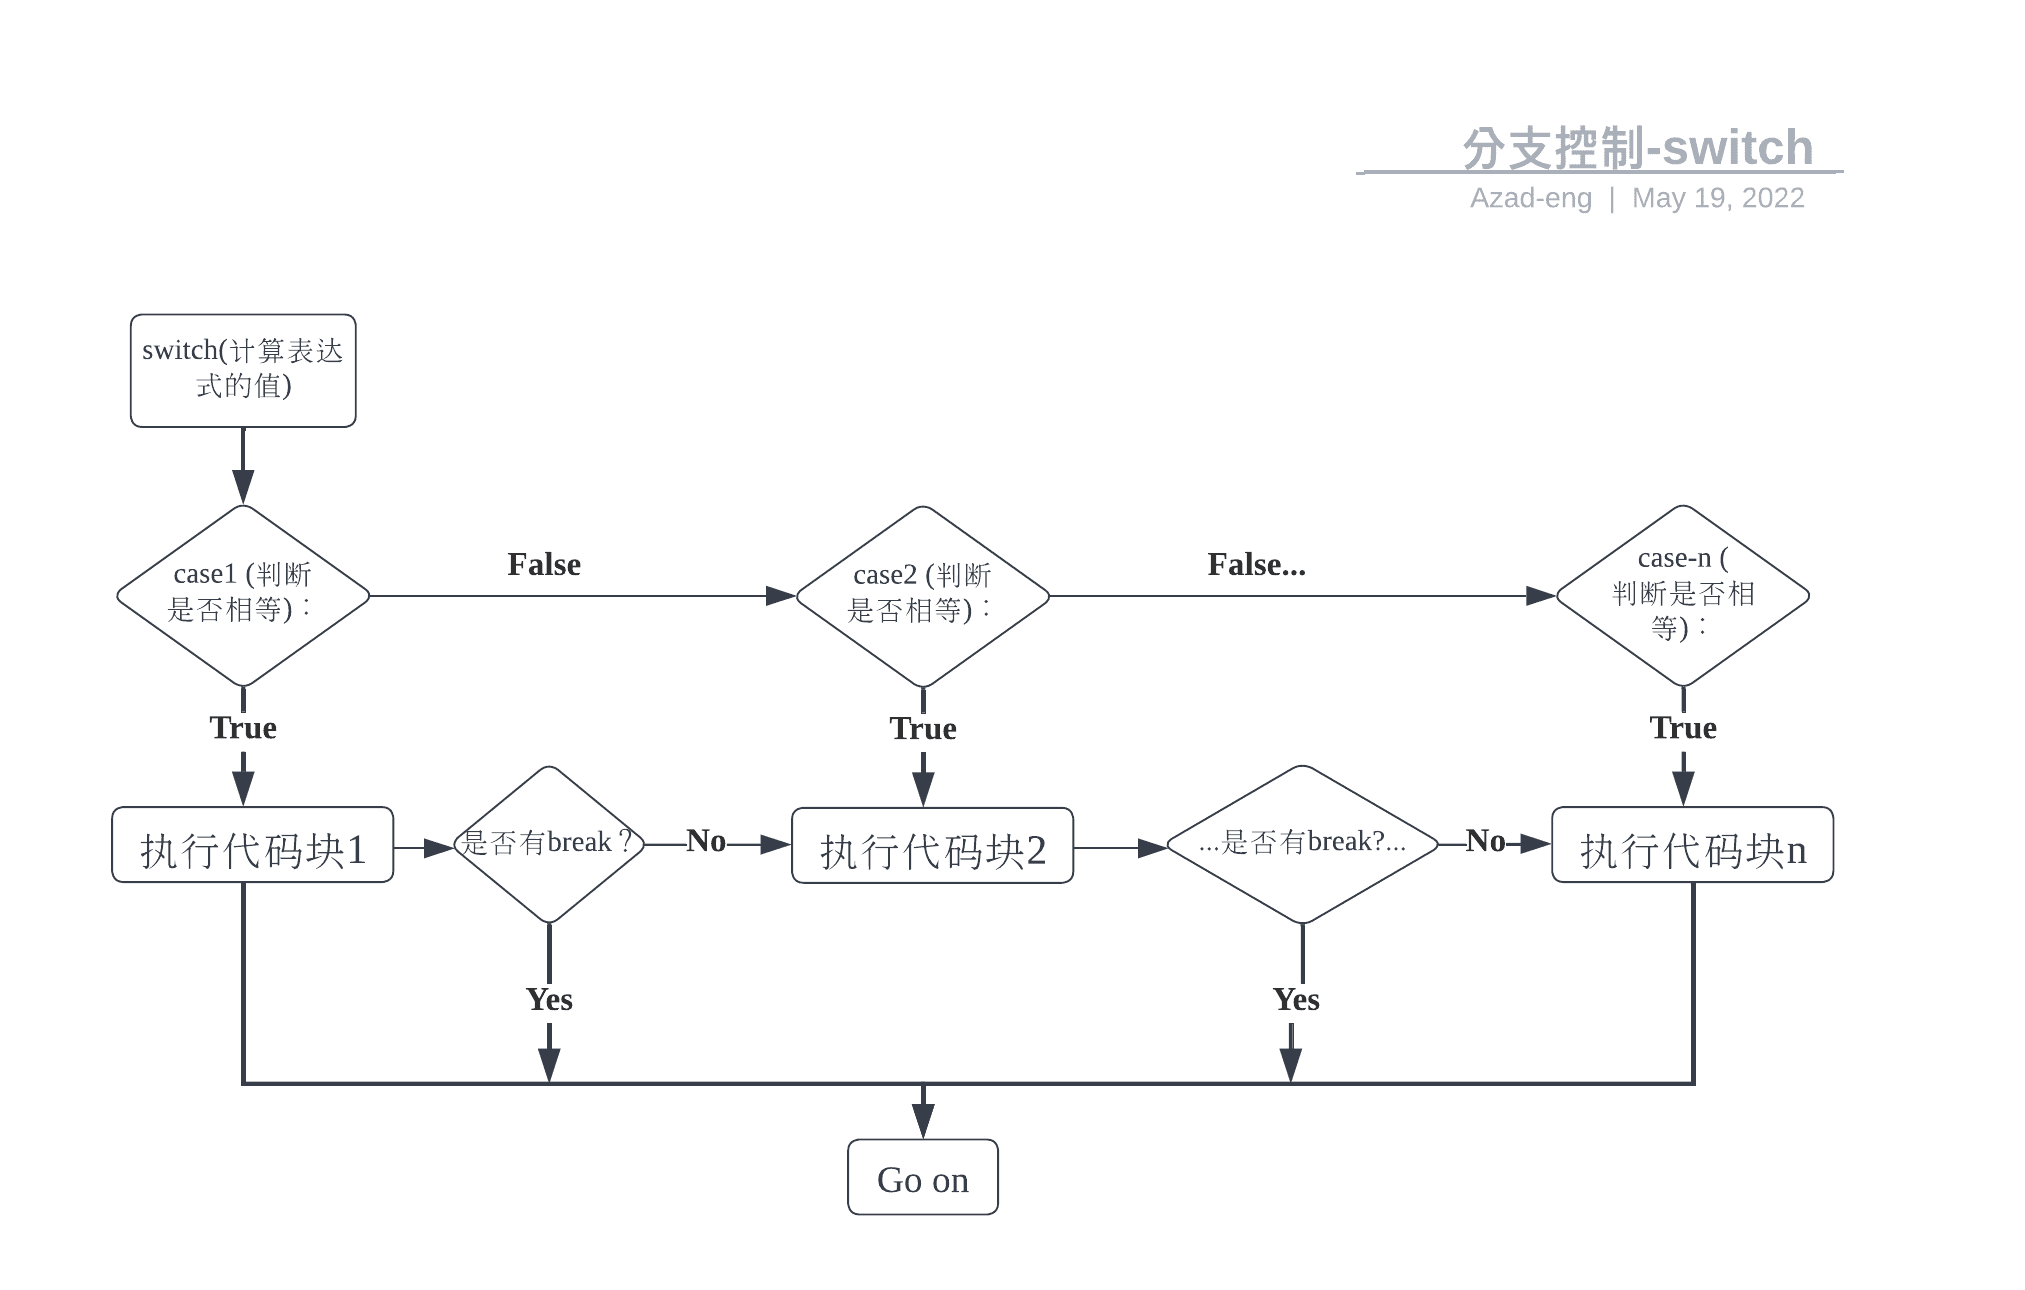 分支控制-switch
Azad-eng | May 19, 2022
switch(计算表达
式的值)
case1 (判断
是否相等)：
False
case2 (判断
是否相等)：
False...
case-n (
判断是否相
等)：
True
True
True
执行代码块1
是否有break？
No
执行代码块2
...是否有break?...
No
执行代码块n
Yes
Yes
Go on